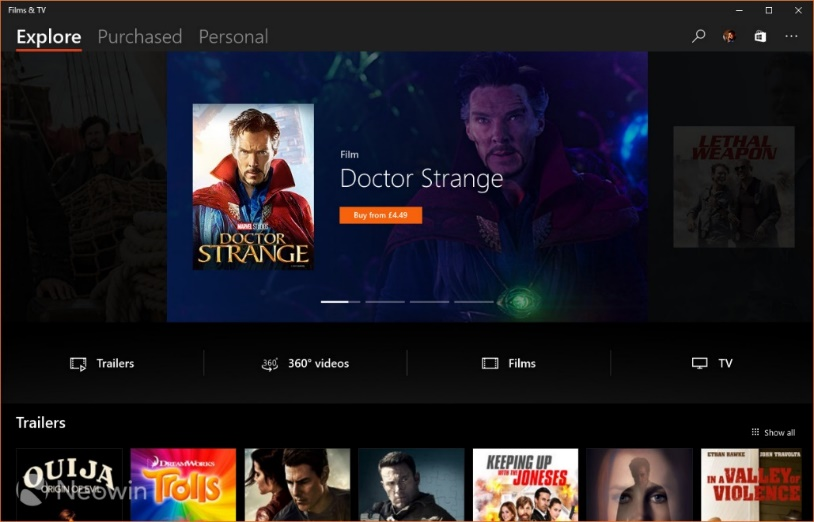 Films & TV
Explore Purchased Personal
LETHAL
WEAPON
Film
Doctor Strange
Buy from £4.49
MARVEL STUDIOS
DOCTOR
STRANGE
Trailers
360° 360° videos
Films
TV
Trailers
Show all
OUIJA
ORIGIN OF EVIL
DREAMWORKS
Trolls
KEEPING UP
WITH THE
JONESES
ETHAN HAWKE JOHN TRAVOLTA
IN A VALLEY of
VIOLENCE
Neowin